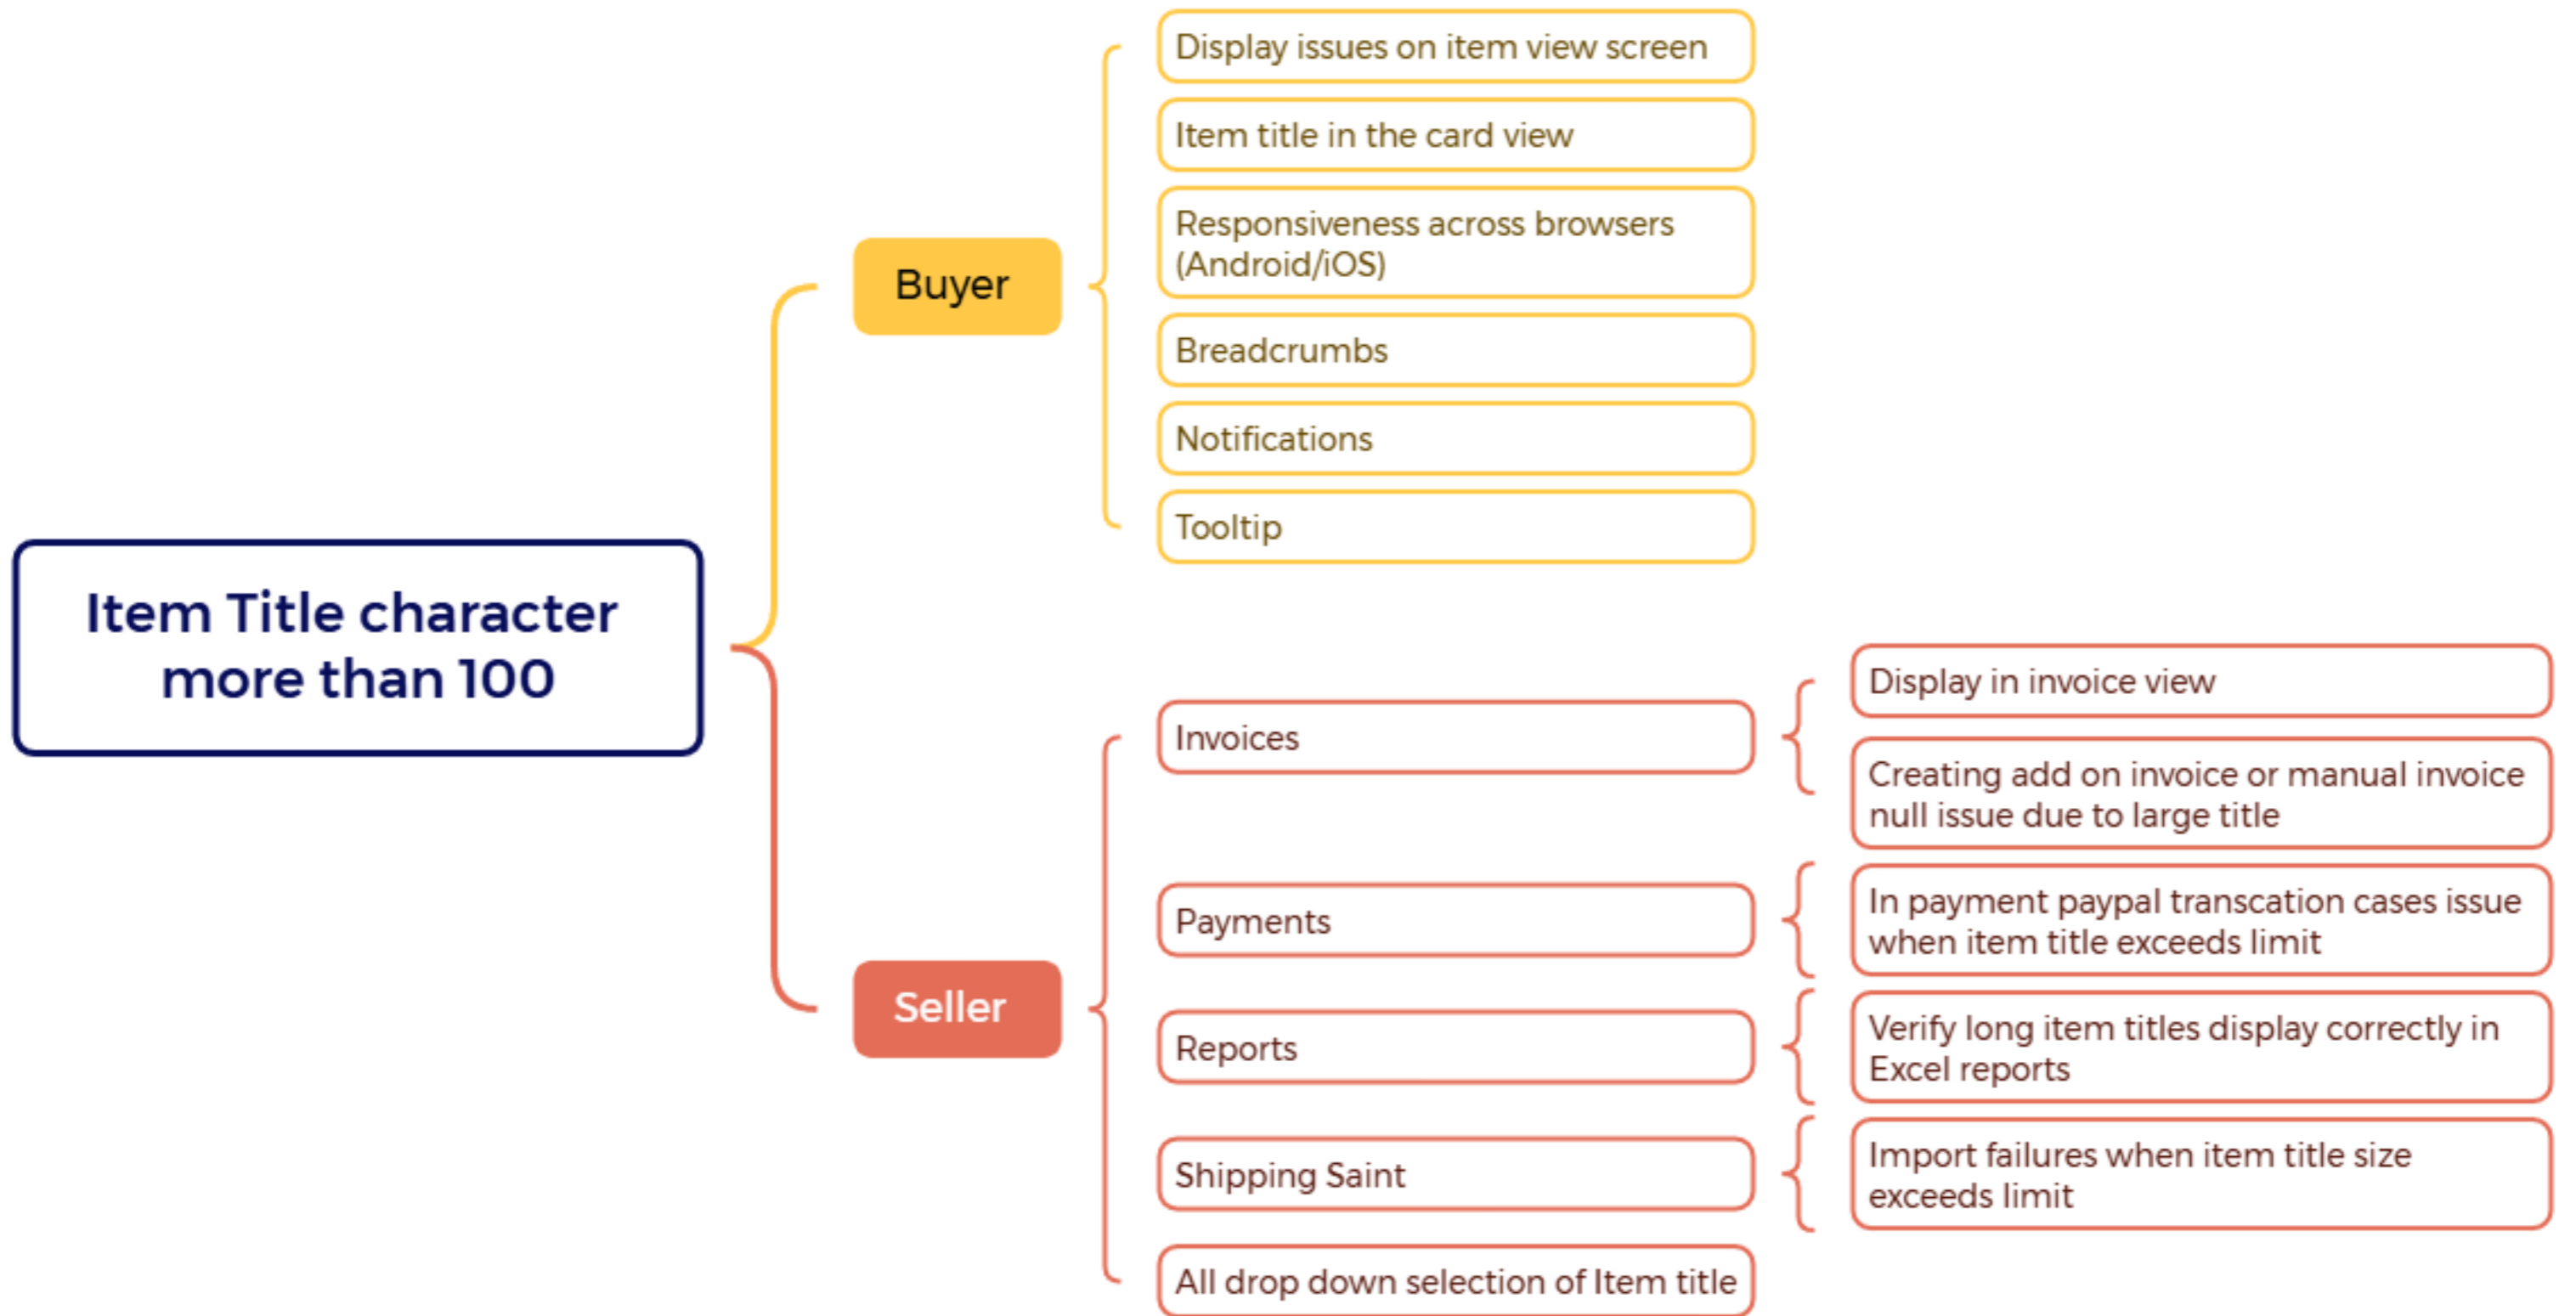 Item Title character
more than 100
Buyer
Display issues on item view screen
Item title in the card view
Responsiveness across browsers
(Android/iOS)
Breadcrumbs
Notifications
Tooltip
Seller
Invoices
Display in invoice view
Creating add on invoice or manual invoice
null issue due to large title
Payments
In payment paypal transcation cases issue
when item title exceeds limit
Reports
Verify long item titles display correctly in
Excel reports
Shipping Saint
Import failures when item title size
exceeds limit
All drop down selection of Item title